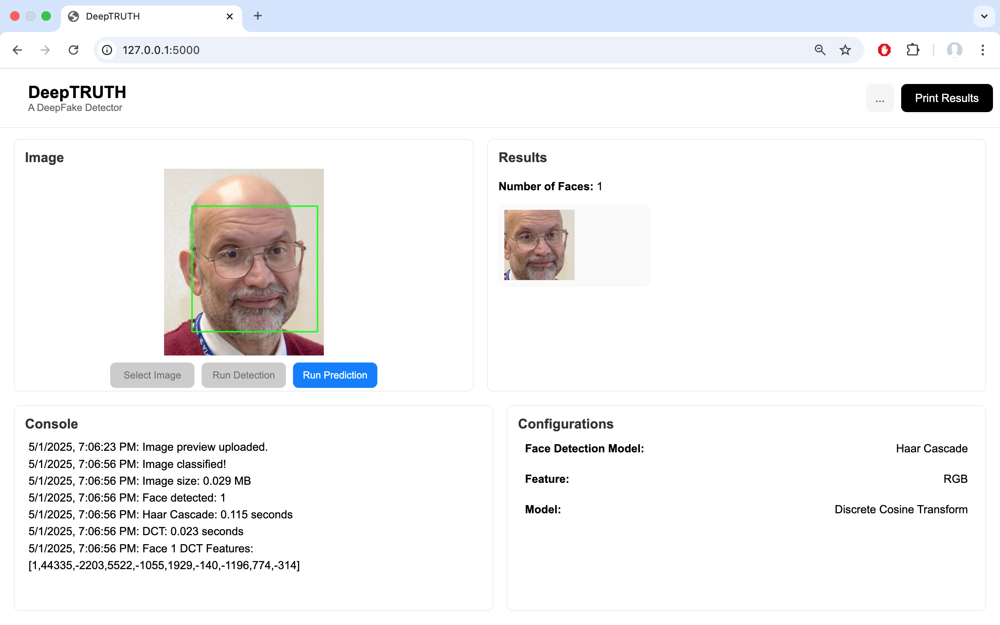 DeepTRUTH
127.0.0.1:5000
DeepTRUTH
A DeepFake Detector
...
Print Results
Image
Select Image
Run Detection
Run Prediction
Results
Number of Faces: 1
Console
5/1/2025, 7:06:23 PM: Image preview uploaded.
5/1/2025, 7:06:56 PM: Image classified!
5/1/2025, 7:06:56 PM: Image size: 0.029 MB
5/1/2025, 7:06:56 PM: Face detected: 1
5/1/2025, 7:06:56 PM: Haar Cascade: 0.115 seconds
5/1/2025, 7:06:56 PM: DCT: 0.023 seconds
5/1/2025, 7:06:56 PM: Face 1 DCT Features:
[1,44335,-2203,5522,-1055,1929,-140,-1196,774,-314]
Configurations
Face Detection Model: Haar Cascade
Feature: RGB
Model: Discrete Cosine Transform